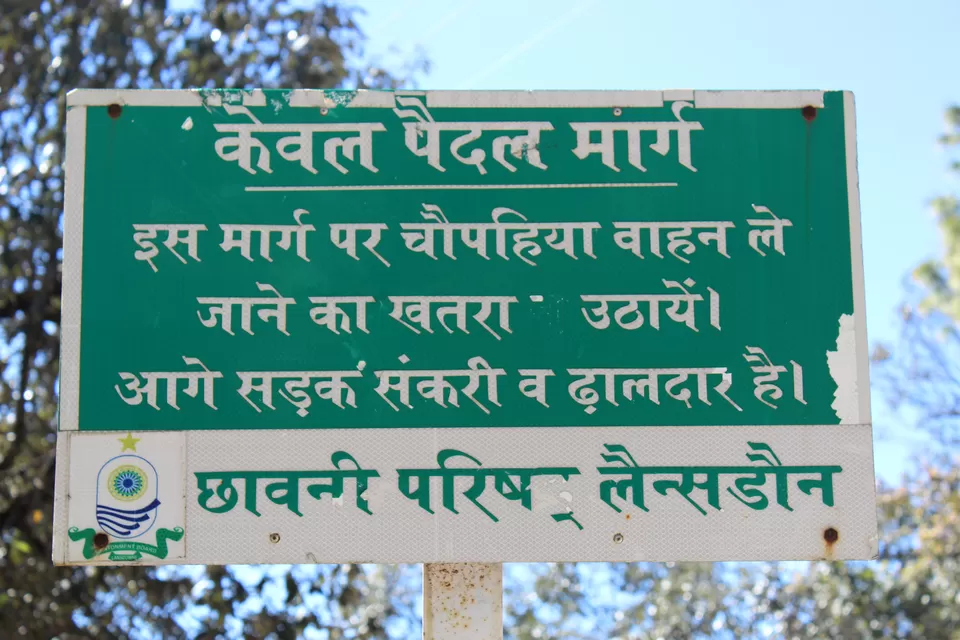 केवल पैदल मार्ग
इस मार्ग पर चौपहिया वाहन ले
जाने का खतरा उठायें।
आगे सड़क संकरी व ढ़ालदार है।
छावनी परिषद् लैन्सडौन